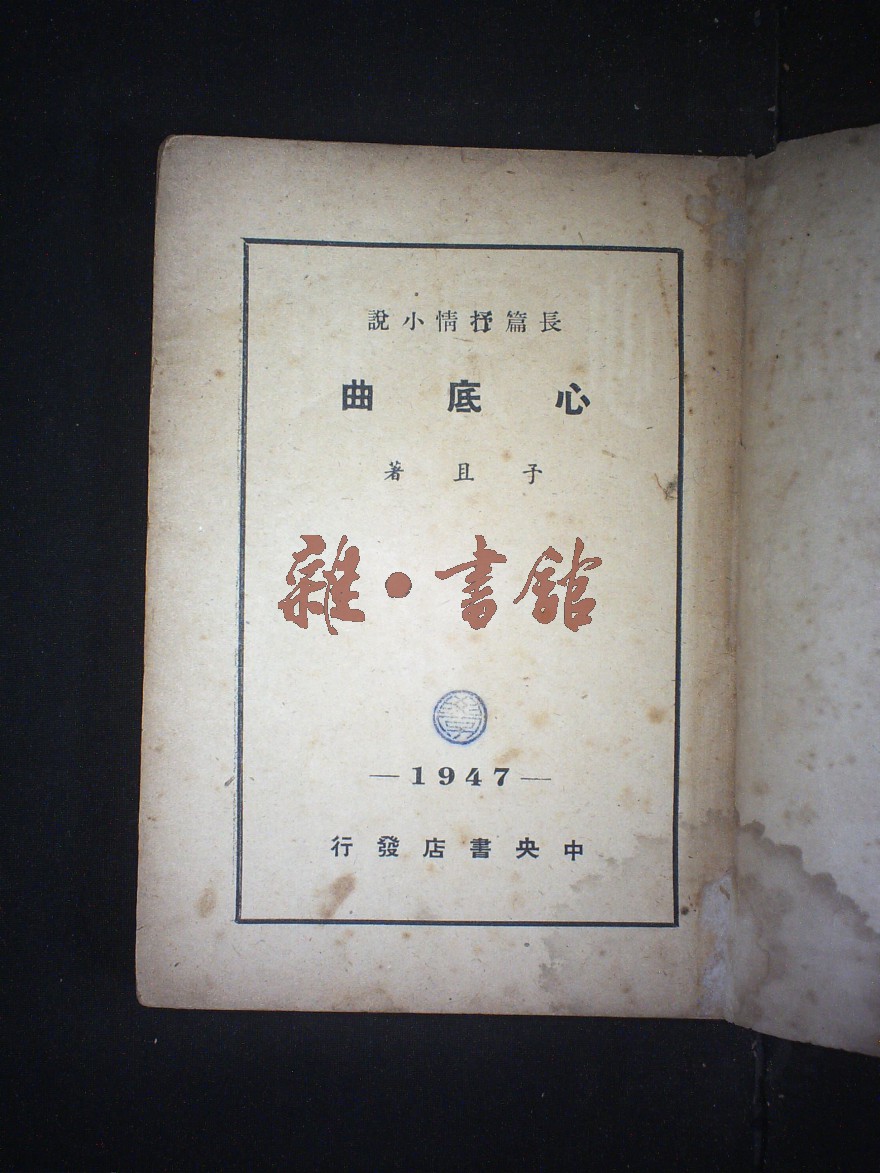 長篇抒情小說
心底曲
子且著
雜·書館
—1947—
中央書店發行